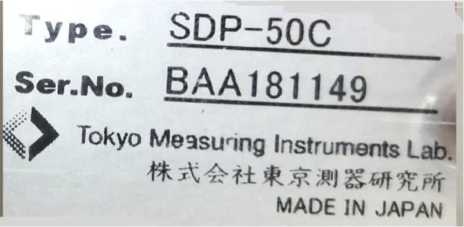 Type. SDP-50C
Ser.No. BAA181149
Tokyo Measuring Instruments Lab.
株式会社東京測器研究所
MADE IN JAPAN